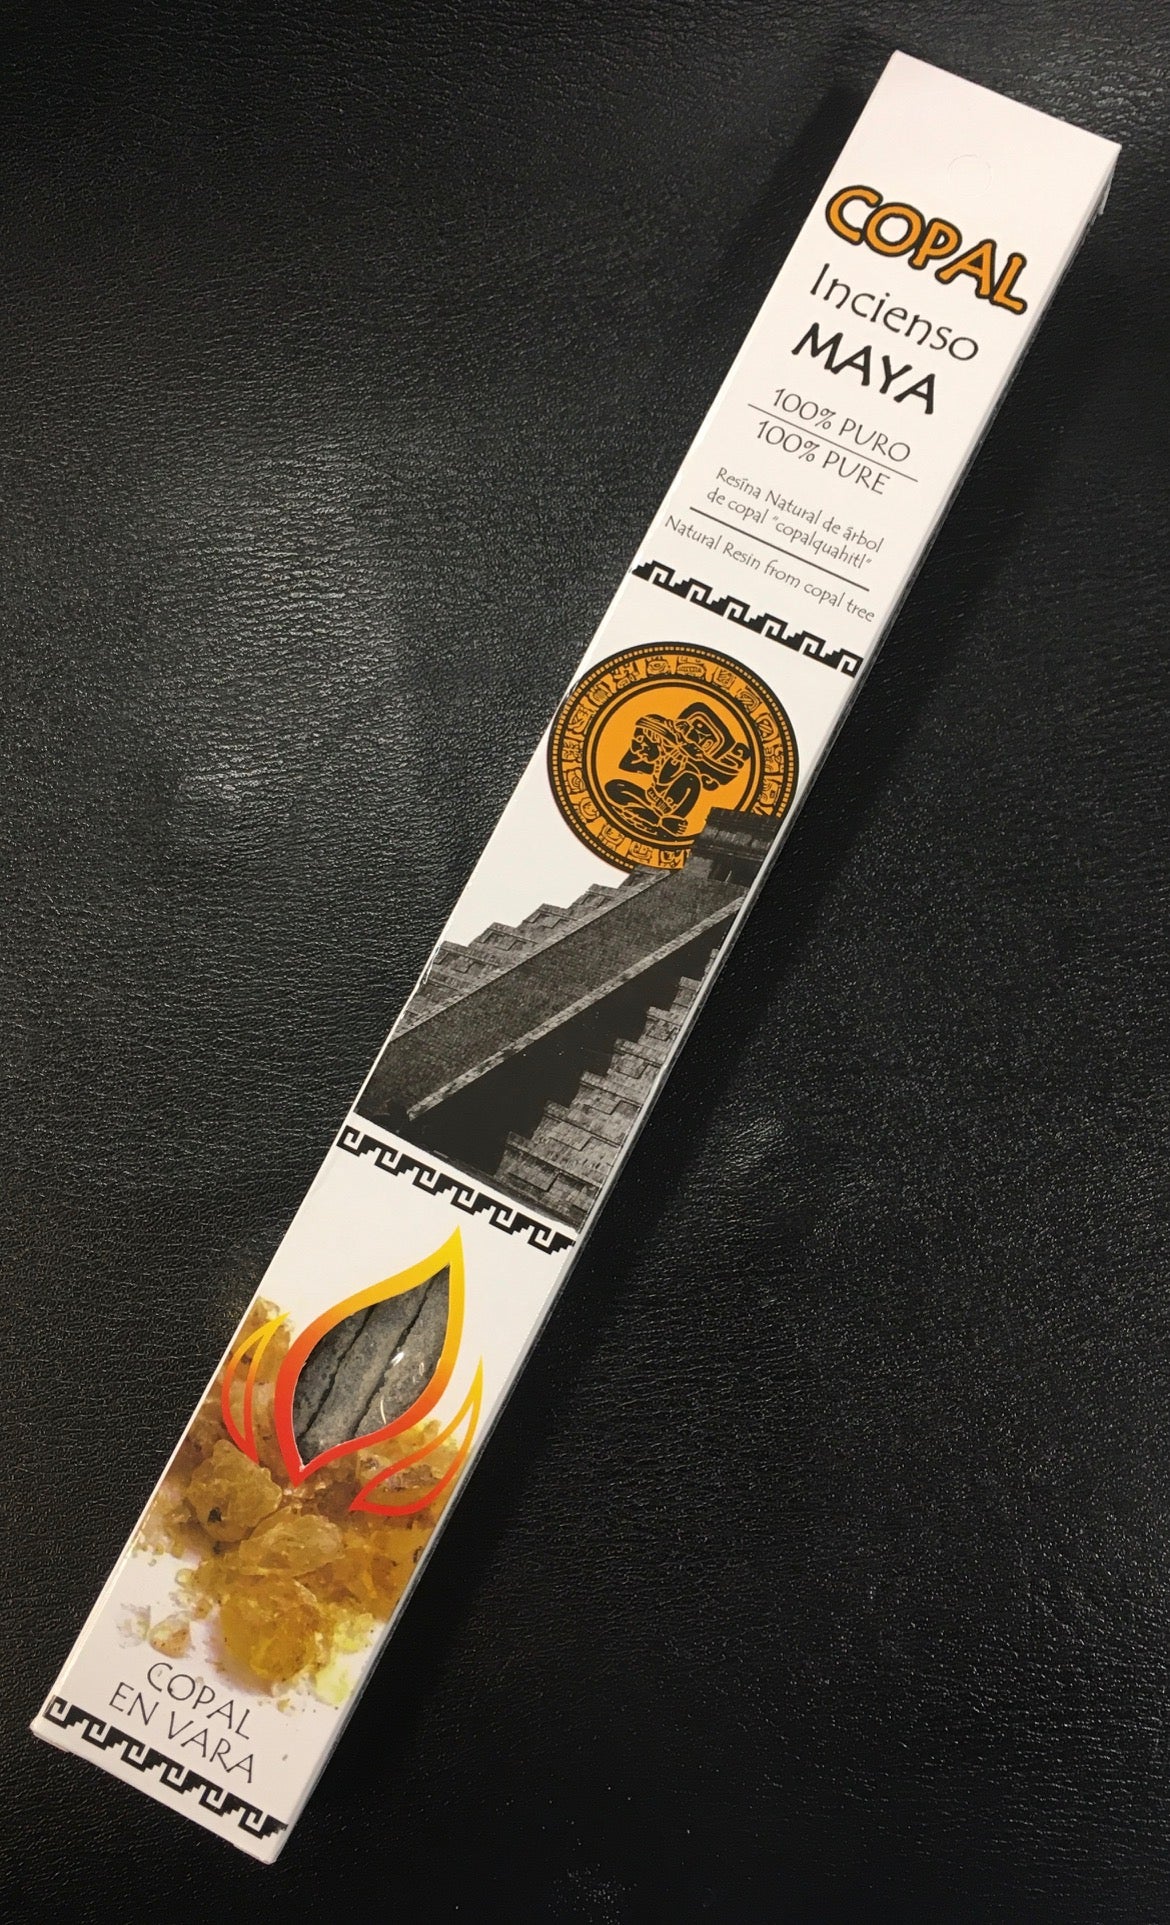 COPAL
Incienso
MAYA
100% PURO
100% PURE
Resina Natural de árbol
de copal "copalquahitl"
Natural Resin from copal tree
COPAL
EN VARA